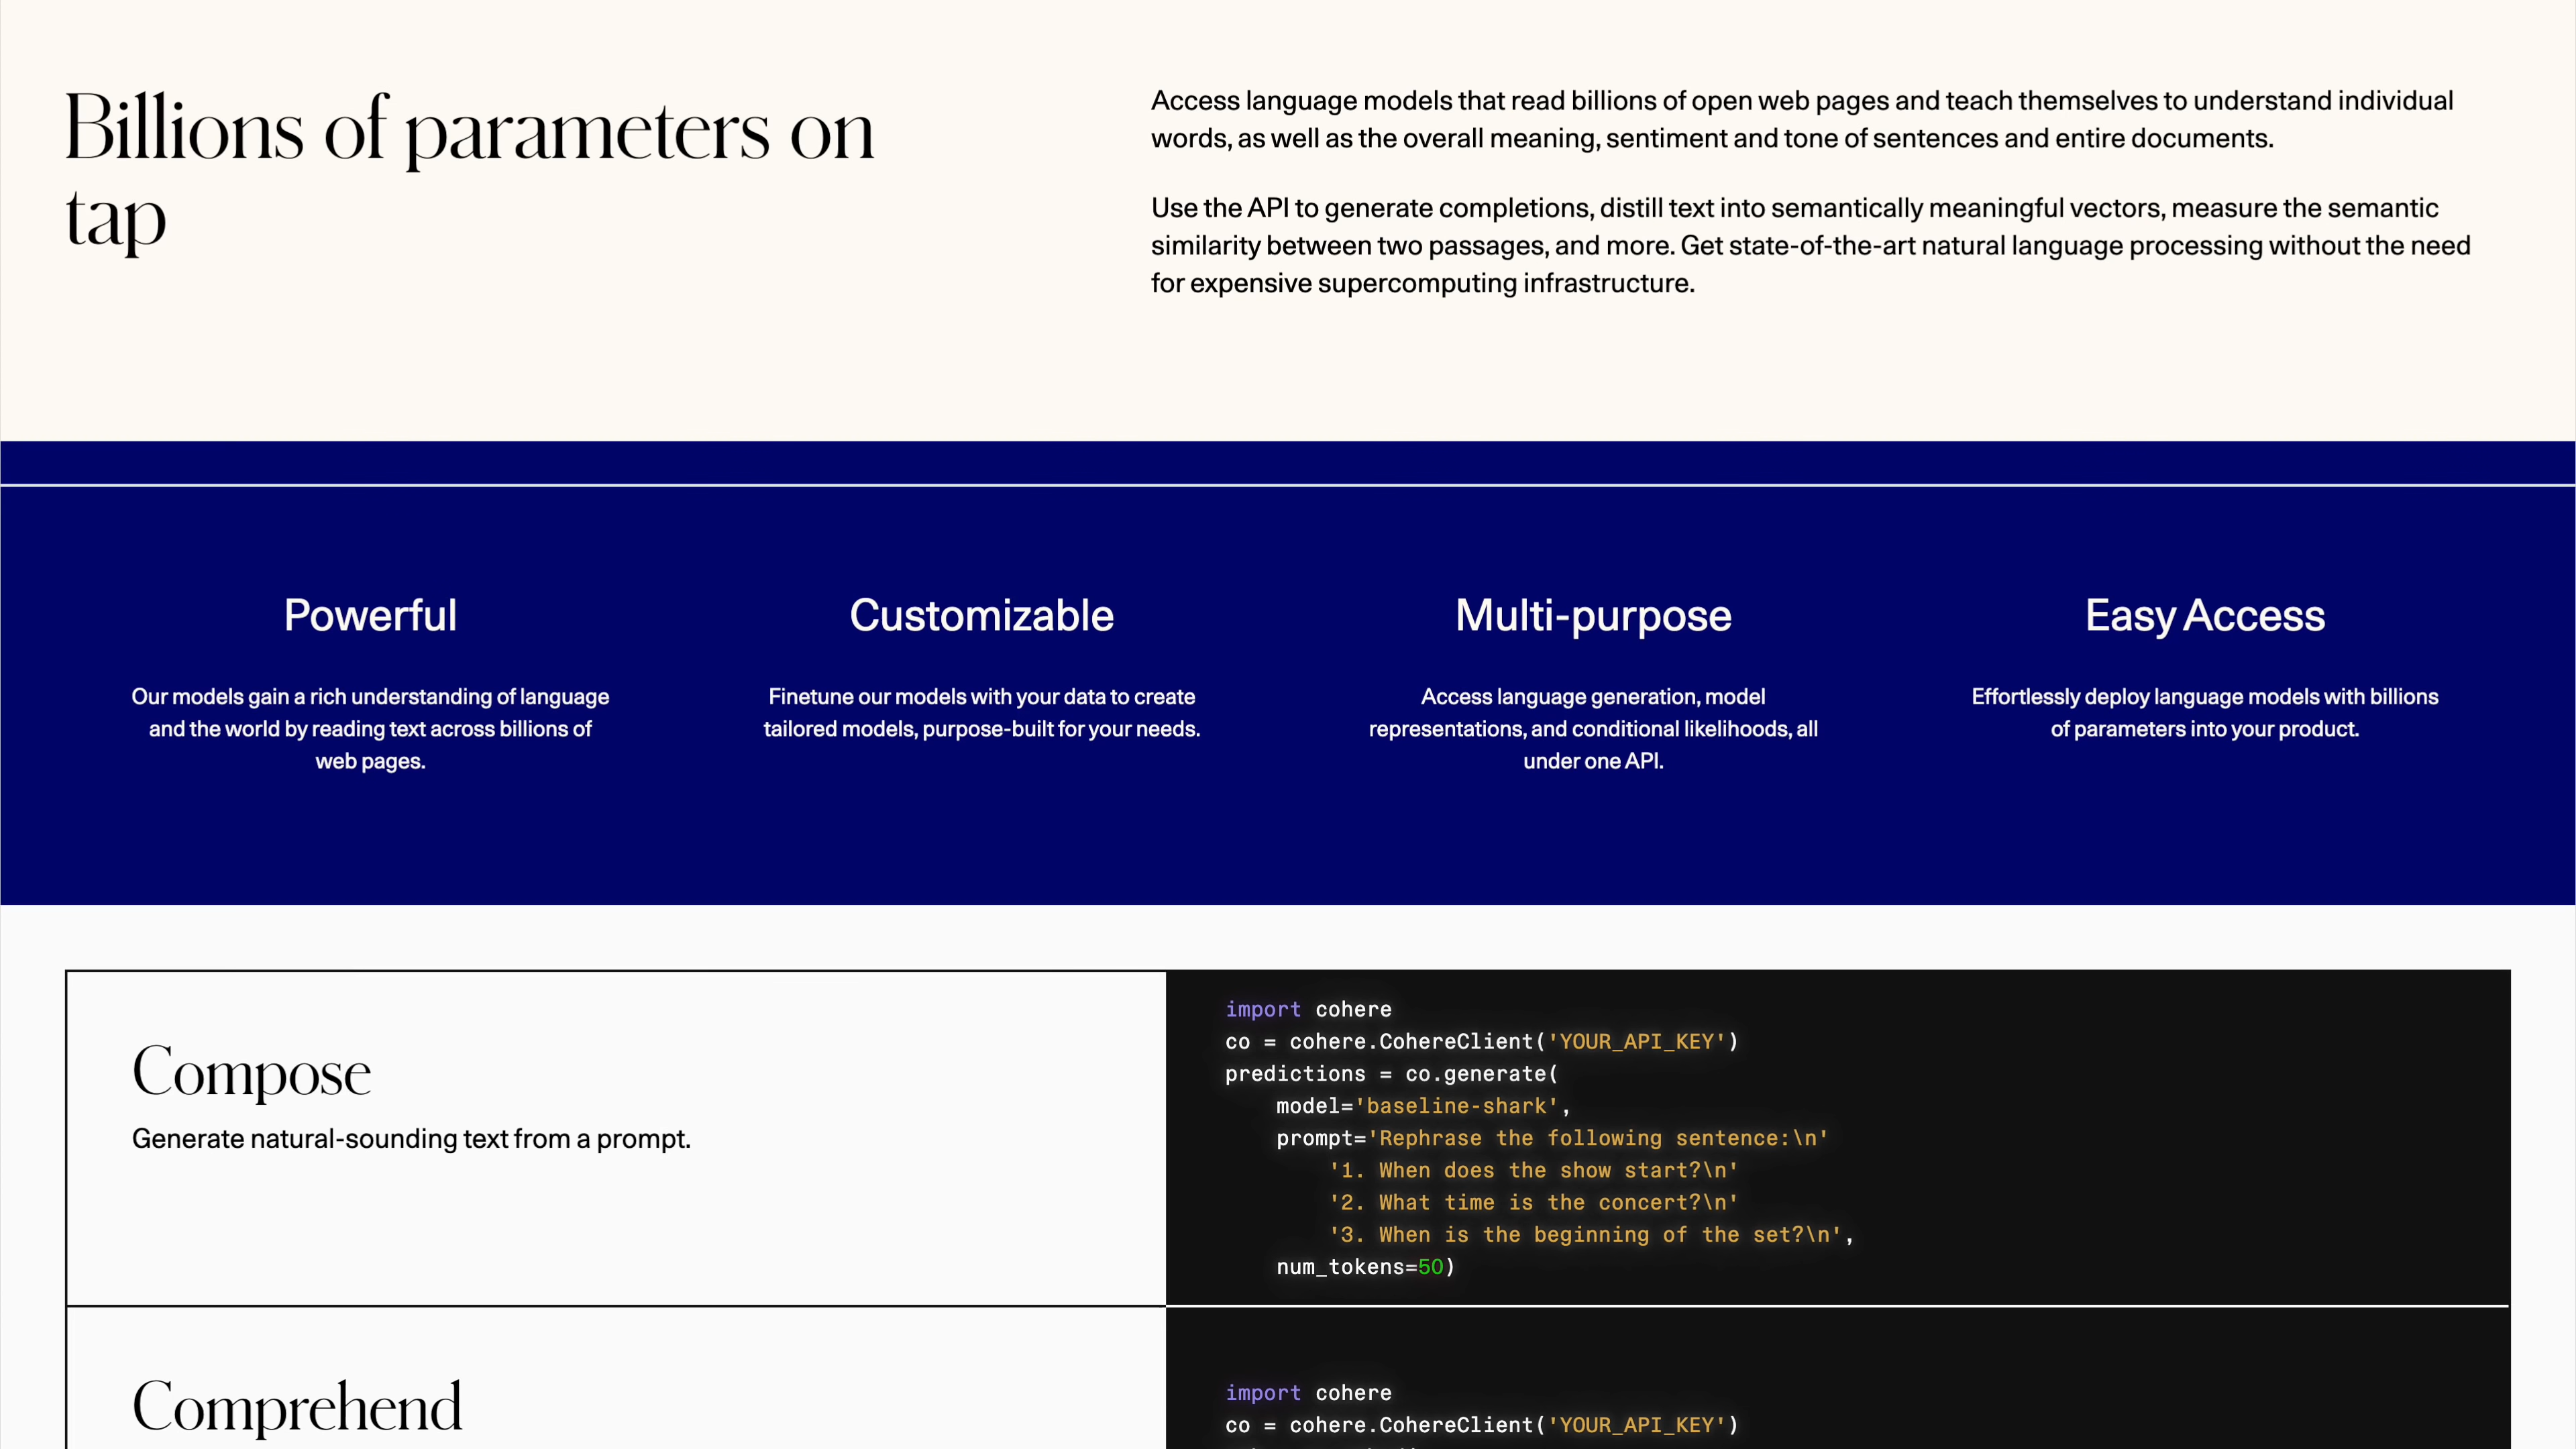 Billions of parameters on
tap
Access language models that read billions of open web pages and teach themselves to understand individual
words, as well as the overall meaning, sentiment and tone of sentences and entire documents.
Use the API to generate completions, distill text into semantically meaningful vectors, measure the semantic
similarity between two passages, and more. Get state-of-the-art natural language processing without the need
for expensive supercomputing infrastructure.
Powerful
Our models gain a rich understanding of language
and the world by reading text across billions of
web pages.
Customizable
Finetune our models with your data to create
tailored models, purpose-built for your needs.
Multi-purpose
Access language generation, model
representations, and conditional likelihoods, all
under one API.
Easy Access
Effortlessly deploy language models with billions
of parameters into your product.
Compose
Generate natural-sounding text from a prompt.
import cohere
co = cohere.CohereClient('YOUR_API_KEY')
predictions = co.generate(
    model='baseline-shark',
    prompt='Rephrase the following sentence:\n'
        '1. When does the show start?\n'
        '2. What time is the concert?\n'
        '3. When is the beginning of the set?\n',
    num_tokens=50)
Comprehend
import cohere
co = cohere.CohereClient('YOUR_API_KEY')